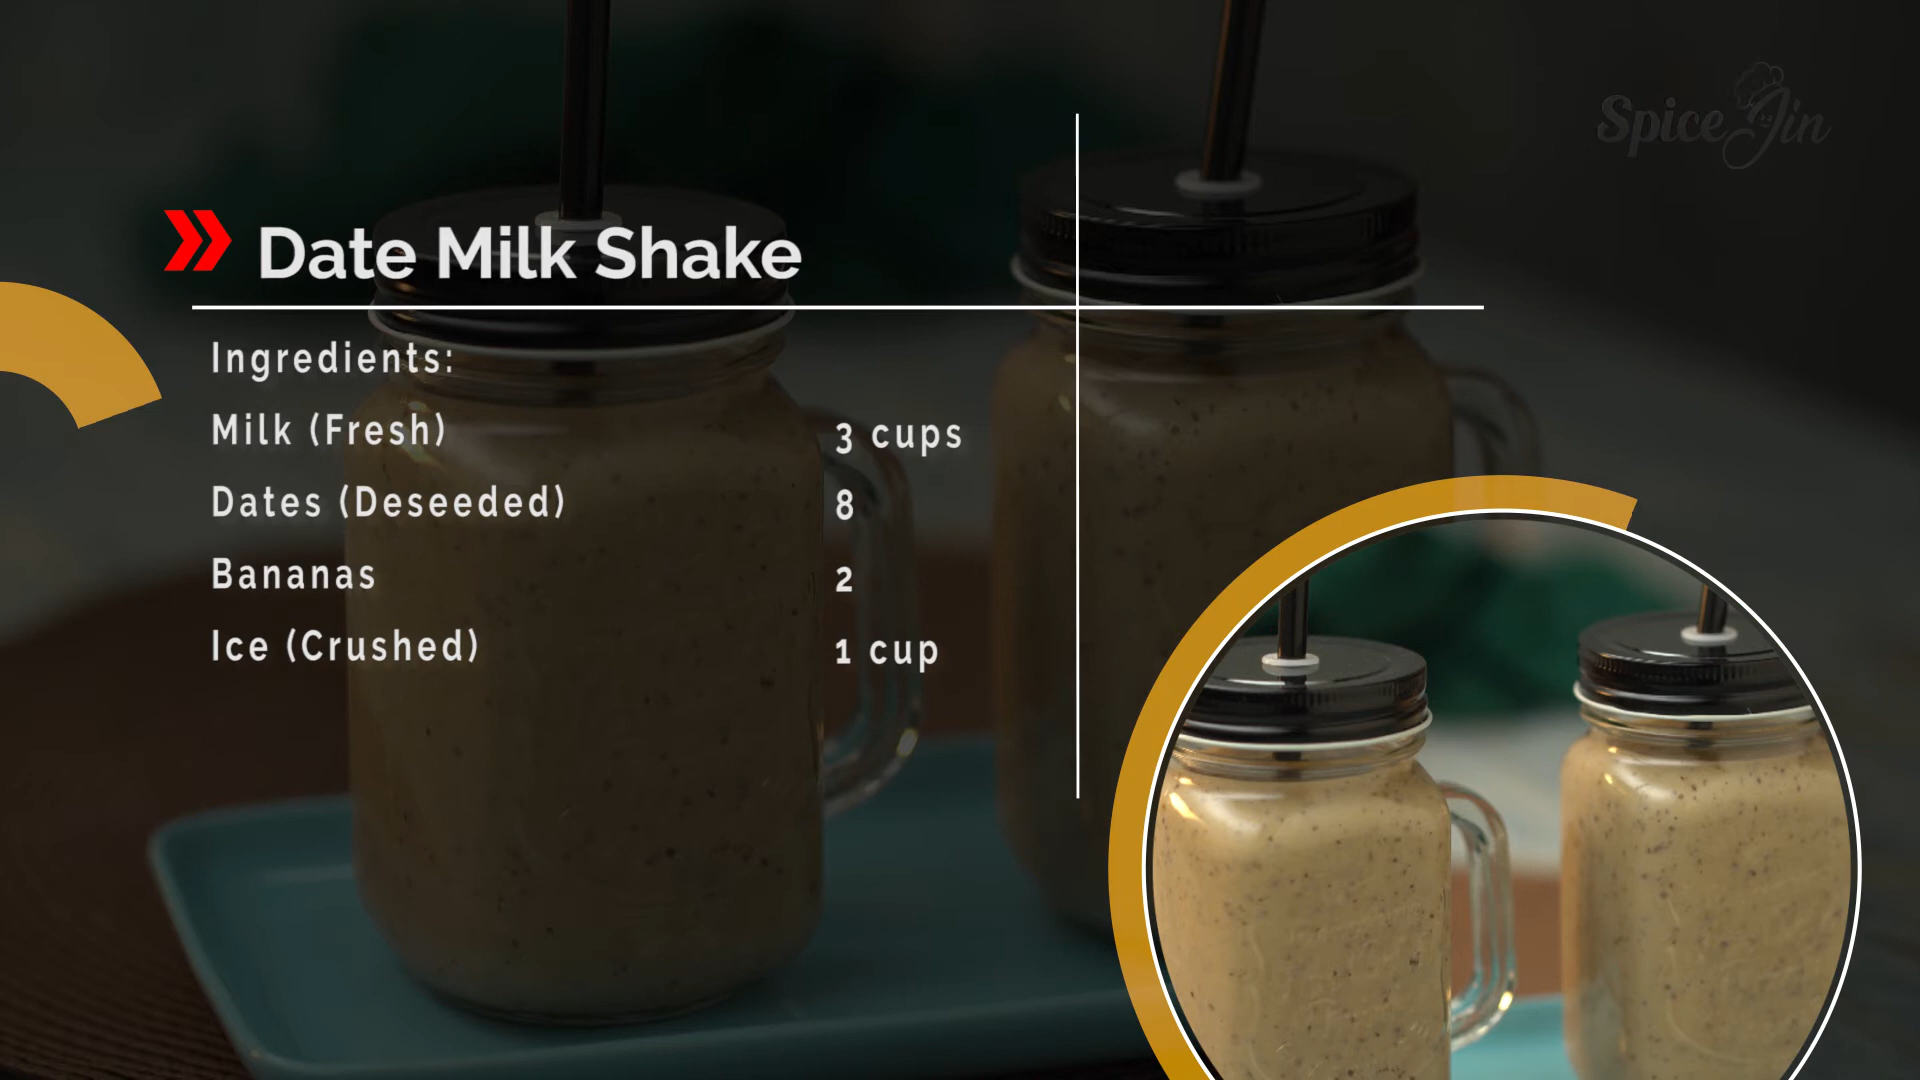 Spice Jin
Date Milk Shake
Ingredients:
Milk (Fresh) 3 cups
Dates (Deseeded) 8
Bananas 2
Ice (Crushed) 1 cup